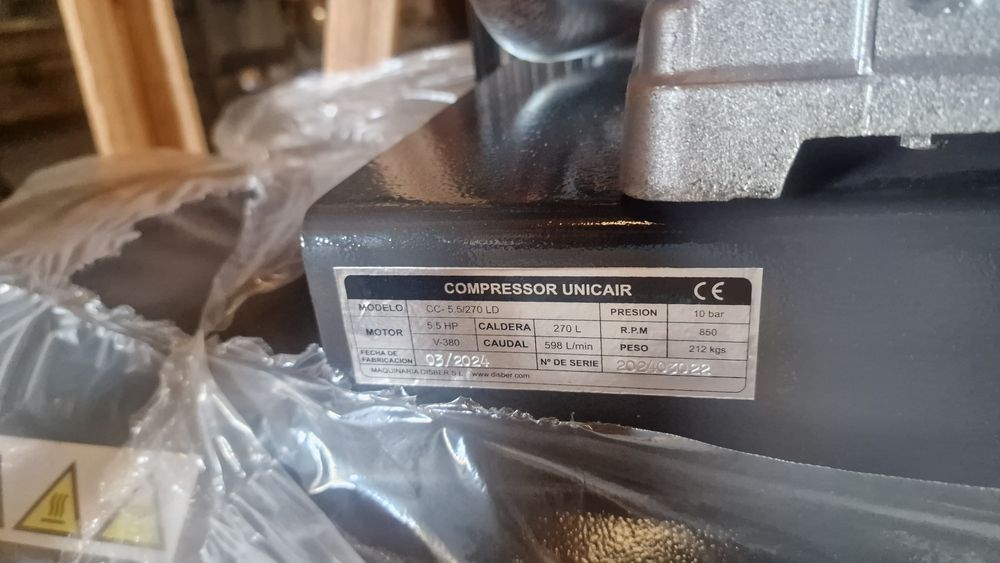 COMPRESSOR UNICAIR CE
MODELO CC- 5.5/270 LD PRESION 10 bar
MOTOR 5.5 HP CALDERA 270 L R.P.M 850
V-380 CAUDAL 598 L/min PESO 212 kgs
FECHA DE FABRICACION 03/2024 Nº DE SERIE 202403022
MAQUINARIA DISBER S.L. www.disber.com